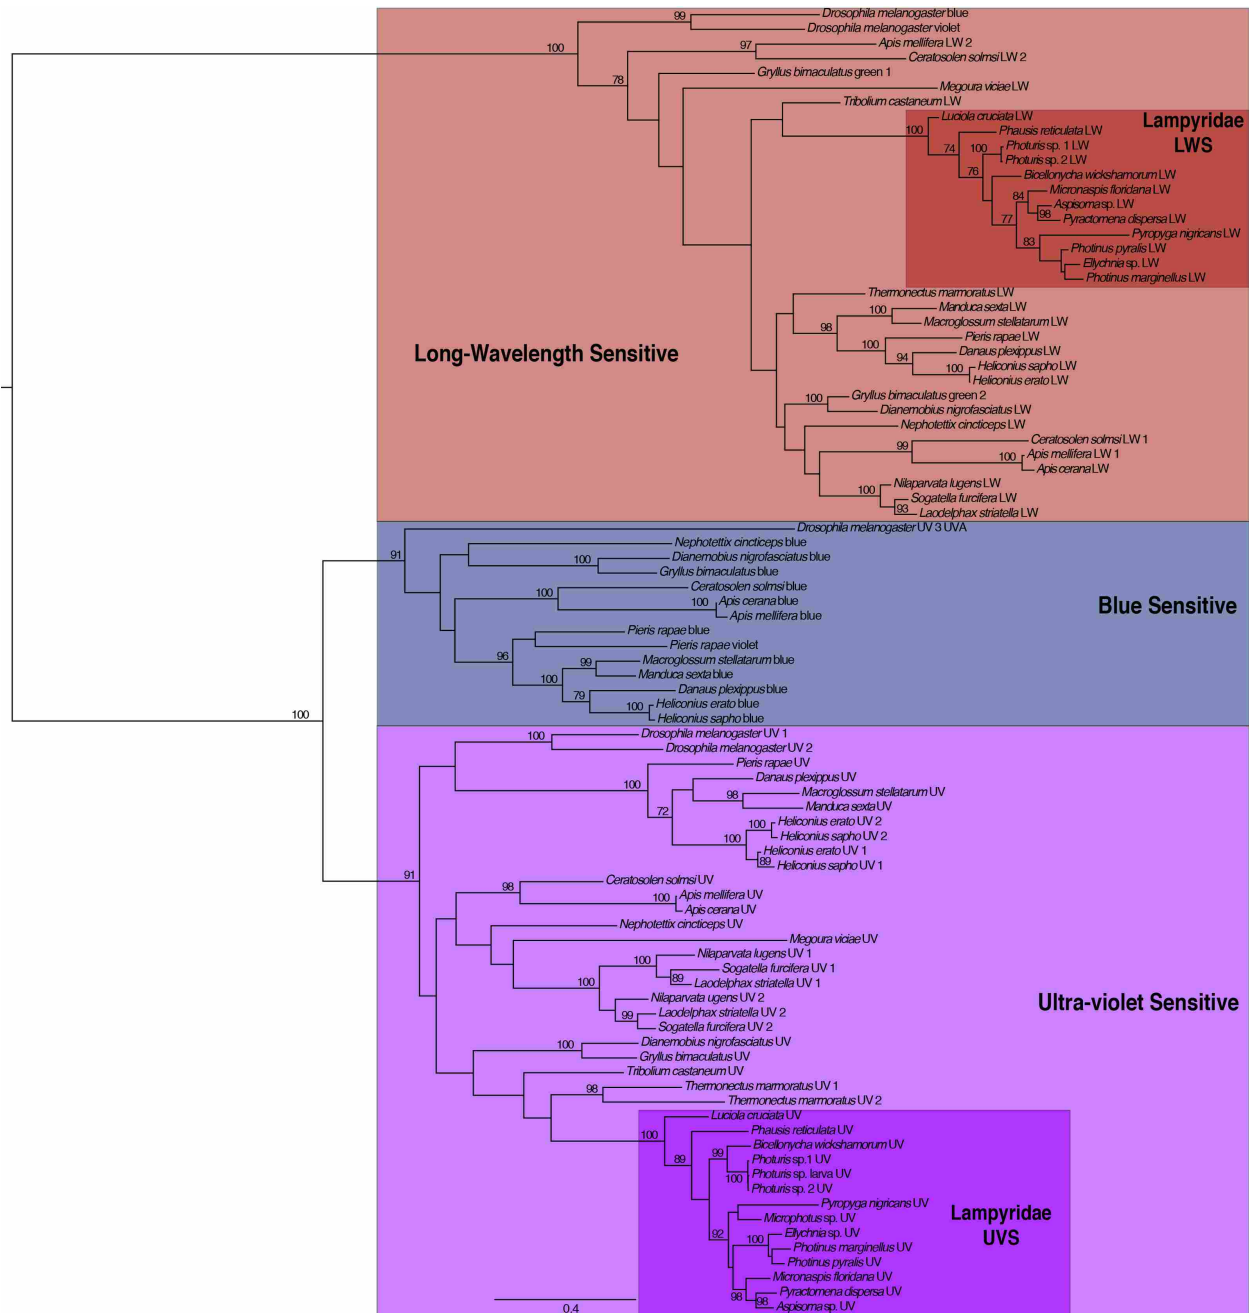 99
Drosophila melanogaster blue
Drosophila melanogaster violet
100
97
Apis mellifera LW 2
Ceratosolen solmsi LW 2
78
Gryllus bimaculatus green 1
Megoura viciae LW
Tribolium castaneum LW
Lampyridae
LWS
100
Luciola cruciata LW
Phausis reticulata LW
74
100
Photuris sp. 1 LW
Photuris sp. 2 LW
76
Bicellonycha wickshamorum LW
84
Micronaspis floridana LW
Aspisoma sp. LW
98
Pyractomena dispersa LW
77
83
Pyropyga nigricans LW
Photinus pyralis LW
Ellychnia sp. LW
Photinus marginellus LW
Thermonectus marmoratus LW
100
Manduca sexta LW
Macroglossum stellatarum LW
98
100
Pieris rapae LW
94
Danaus plexippus LW
100
Heliconius sapho LW
Heliconius erato LW
Long-Wavelength Sensitive
100
Gryllus bimaculatus green 2
Dianemobius nigrofasciatus LW
Nephotettix cincticeps LW
99
Ceratosolen solmsi LW 1
100
Apis mellifera LW 1
Apis cerana LW
100
Nilaparvata lugens LW
Sogatella furcifera LW
93
Laodelphax striatella LW
91
Drosophila melanogaster UV 3 UVA
Nephotettix cincticeps blue
100
Dianemobius nigrofasciatus blue
Gryllus bimaculatus blue
100
Ceratosolen solmsi blue
100
Apis cerana blue
Apis mellifera blue
Blue Sensitive
Pieris rapae blue
Pieris rapae violet
96
99
Macroglossum stellatarum blue
Manduca sexta blue
100
79
Danaus plexippus blue
100
Heliconius erato blue
Heliconius sapho blue
100
100
Drosophila melanogaster UV 1
Drosophila melanogaster UV 2
Pieris rapae UV
100
Danaus plexippus UV
98
Macroglossum stellatarum UV
Manduca sexta UV
72
100
Heliconius erato UV 2
Heliconius sapho UV 2
100
Heliconius erato UV 1
89
Heliconius sapho UV 1
91
98
Ceratosolen solmsi UV
100
Apis mellifera UV
Apis cerana UV
Nephotettix cincticeps UV
Megoura viciae UV
100
Nilaparvata lugens UV 1
Sogatella furcifera UV 1
89
Laodelphax striatella UV 1
100
Nilaparvata ugens UV 2
99
Laodelphax striatella UV 2
Sogatella furcifera UV 2
Ultra-violet Sensitive
100
Dianemobius nigrofasciatus UV
Gryllus bimaculatus UV
Tribolium castaneum UV
98
Thermonectus marmoratus UV 1
Thermonectus marmoratus UV 2
100
Luciola cruciata UV
Phausis reticulata UV
89
99
Bicellonycha wickshamorum UV
Photuris sp.1 UV
100
Photuris sp. larva UV
Photuris sp. 2 UV
Lampyridae
UVS
Pyropyga nigricans UV
Microphotus sp. UV
92
100
Ellychnia sp. UV
Photinus marginellus UV
Photinus pyralis UV
Micronaspis floridana UV
98
Pyractomena dispersa UV
98
Aspisoma sp. UV
0.4